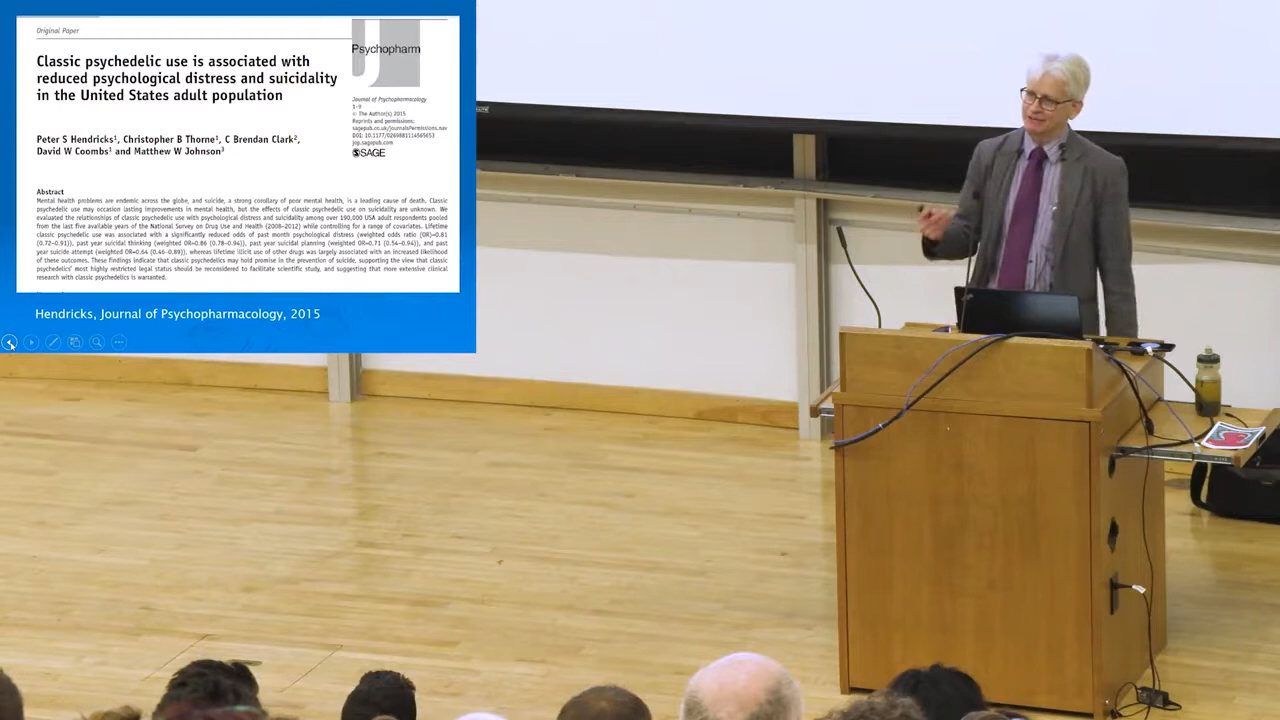 Original Paper
Classic psychedelic use is associated with
reduced psychological distress and suicidality
in the United States adult population
Psychopharm
Journal of Psychopharmacology
1–9
© The Author(s) 2015
Reprints and permissions:
sagepub.co.uk/journalsPermissions.nav
DOI: 10.1177/0269881114565653
jop.sagepub.com
SAGE
Peter S Hendricks¹, Christopher B Thorne¹, C Brendan Clark²,
David W Coombs¹ and Matthew W Johnson³
Abstract
Mental health problems are endemic across the globe, and suicide, a strong corollary of poor mental health, is a leading cause of death. Classic
psychedelic use may occasion lasting improvements in mental health, but the effects of classic psychedelic use on suicidality are unknown. We
evaluated the relationships of classic psychedelic use with psychological distress and suicidality among over 190,000 USA adult respondents pooled
from the last five available years of the National Survey on Drug Use and Health (2008–2012) while controlling for a range of covariates. Lifetime
classic psychedelic use was associated with a significantly reduced odds of past month psychological distress (weighted odds ratio (OR)=0.81
(0.72–0.91)), past year suicidal thinking (weighted OR=0.86 (0.78–0.94)), past year suicidal planning (weighted OR=0.71 (0.54–0.94)), and past
year suicide attempt (weighted OR=0.64 (0.46–0.89)), whereas lifetime illicit use of other drugs was largely associated with an increased likelihood
of these outcomes. These findings indicate that classic psychedelics may hold promise in the prevention of suicide, supporting the view that classic
psychedelics' most highly restricted legal status should be reconsidered to facilitate scientific study, and suggesting that more extensive clinical
research with classic psychedelics is warranted.
Hendricks, Journal of Psychopharmacology, 2015